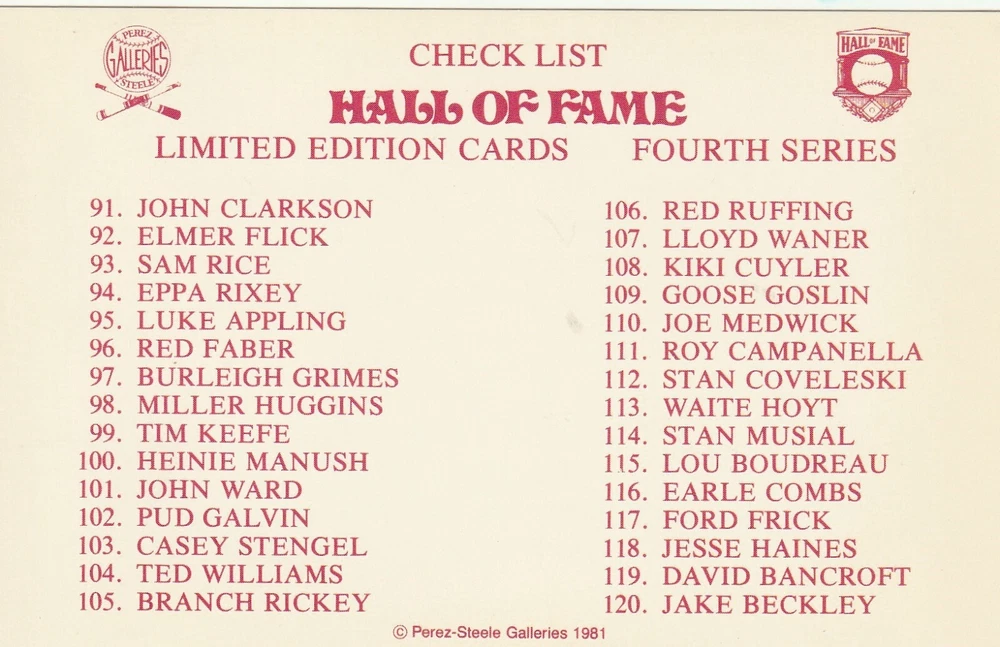 PEREZ
GALLERIES
STEELE
HALL OF FAME
CHECK LIST
HALL OF FAME
LIMITED EDITION CARDS FOURTH SERIES
91. JOHN CLARKSON
92. ELMER FLICK
93. SAM RICE
94. EPPA RIXEY
95. LUKE APPLING
96. RED FABER
97. BURLEIGH GRIMES
98. MILLER HUGGINS
99. TIM KEEFE
100. HEINIE MANUSH
101. JOHN WARD
102. PUD GALVIN
103. CASEY STENGEL
104. TED WILLIAMS
105. BRANCH RICKEY
106. RED RUFFING
107. LLOYD WANER
108. KIKI CUYLER
109. GOOSE GOSLIN
110. JOE MEDWICK
111. ROY CAMPANELLA
112. STAN COVELESKI
113. WAITE HOYT
114. STAN MUSIAL
115. LOU BOUDREAU
116. EARLE COMBS
117. FORD FRICK
118. JESSE HAINES
119. DAVID BANCROFT
120. JAKE BECKLEY
© Perez-Steele Galleries 1981